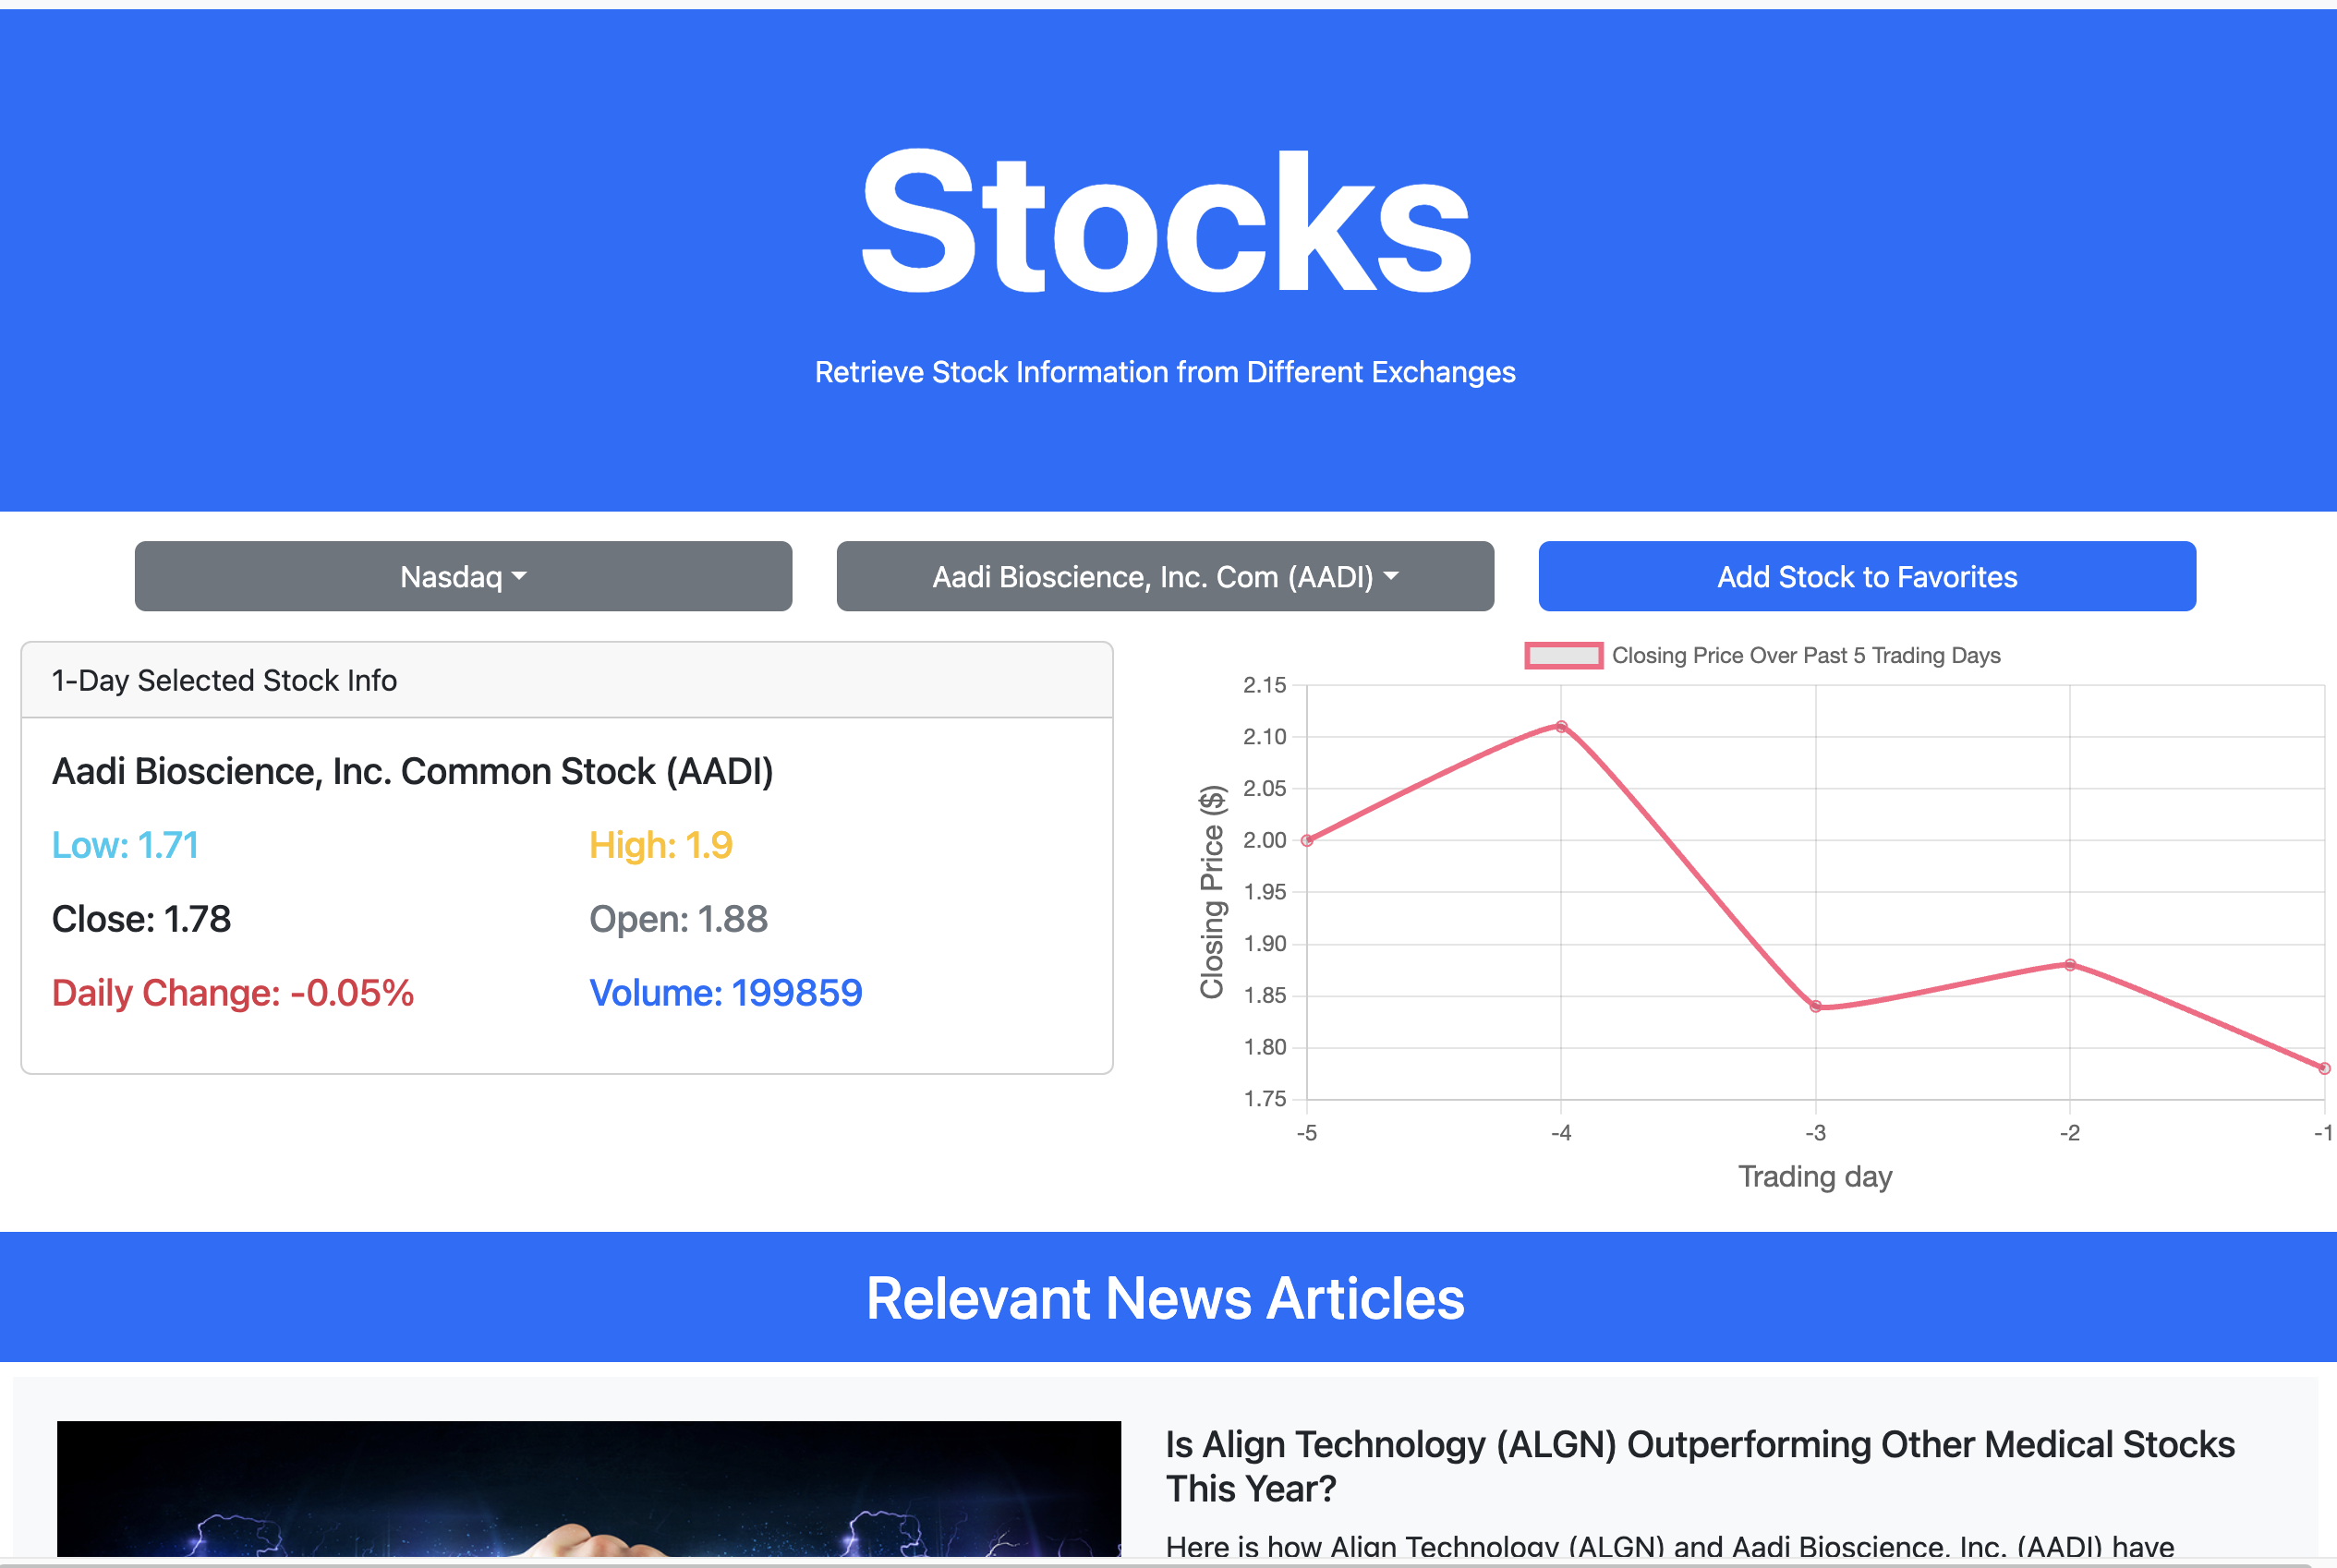 Stocks
Retrieve Stock Information from Different Exchanges
Nasdaq
Aadi Bioscience, Inc. Com (AADI)
Add Stock to Favorites
1-Day Selected Stock Info
Aadi Bioscience, Inc. Common Stock (AADI)
Low: 1.71
High: 1.9
Close: 1.78
Open: 1.88
Daily Change: -0.05%
Volume: 199859
Closing Price Over Past 5 Trading Days
Closing Price ($)
2.15
2.10
2.05
2.00
1.95
1.90
1.85
1.80
1.75
-5
-4
-3
-2
-1
Trading day
Relevant News Articles
Is Align Technology (ALGN) Outperforming Other Medical Stocks
This Year?
Here is how Align Technology (ALGN) and Aadi Bioscience, Inc. (AADI) have